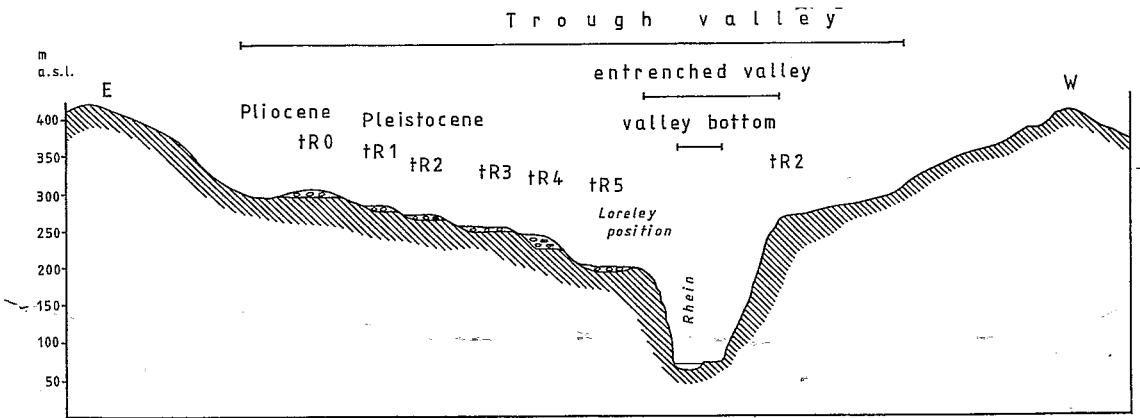 Trough valley
m
a.s.l.
entrenched valley
E
W
Pliocene
Pleistocene
valley bottom
tR0
tR1
tR2
tR3
tR4
tR5
tR2
Loreley
position
Rhein
400
350
300
250
200
150
100
50